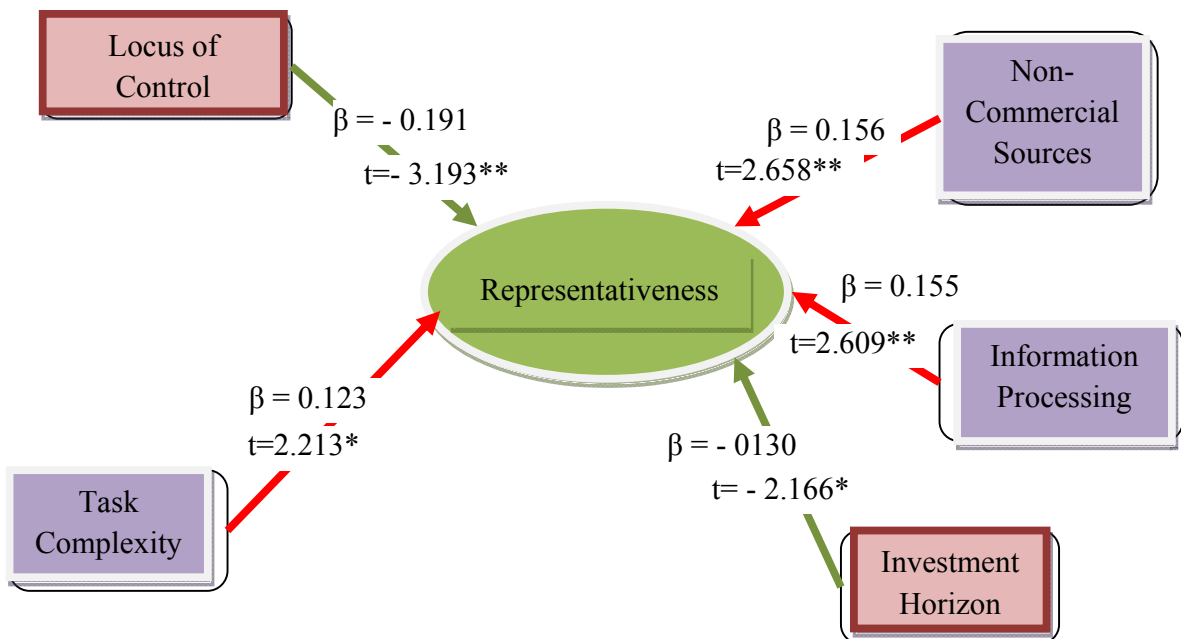 Locus of
Control
Non-
Commercial
Sources
β = - 0.191
t=- 3.193**
β = 0.156
t=2.658**
Representativeness
β = 0.155
t=2.609**
Information
Processing
β = 0.123
t=2.213*
β = - 0130
t= - 2.166*
Task
Complexity
Investment
Horizon